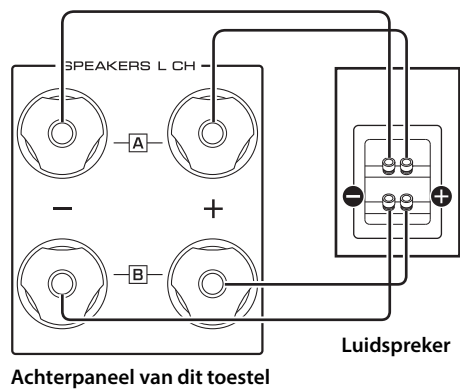 SPEAKERS L CH
A
− +
− +
B
Luidspreker
Achterpaneel van dit toestel